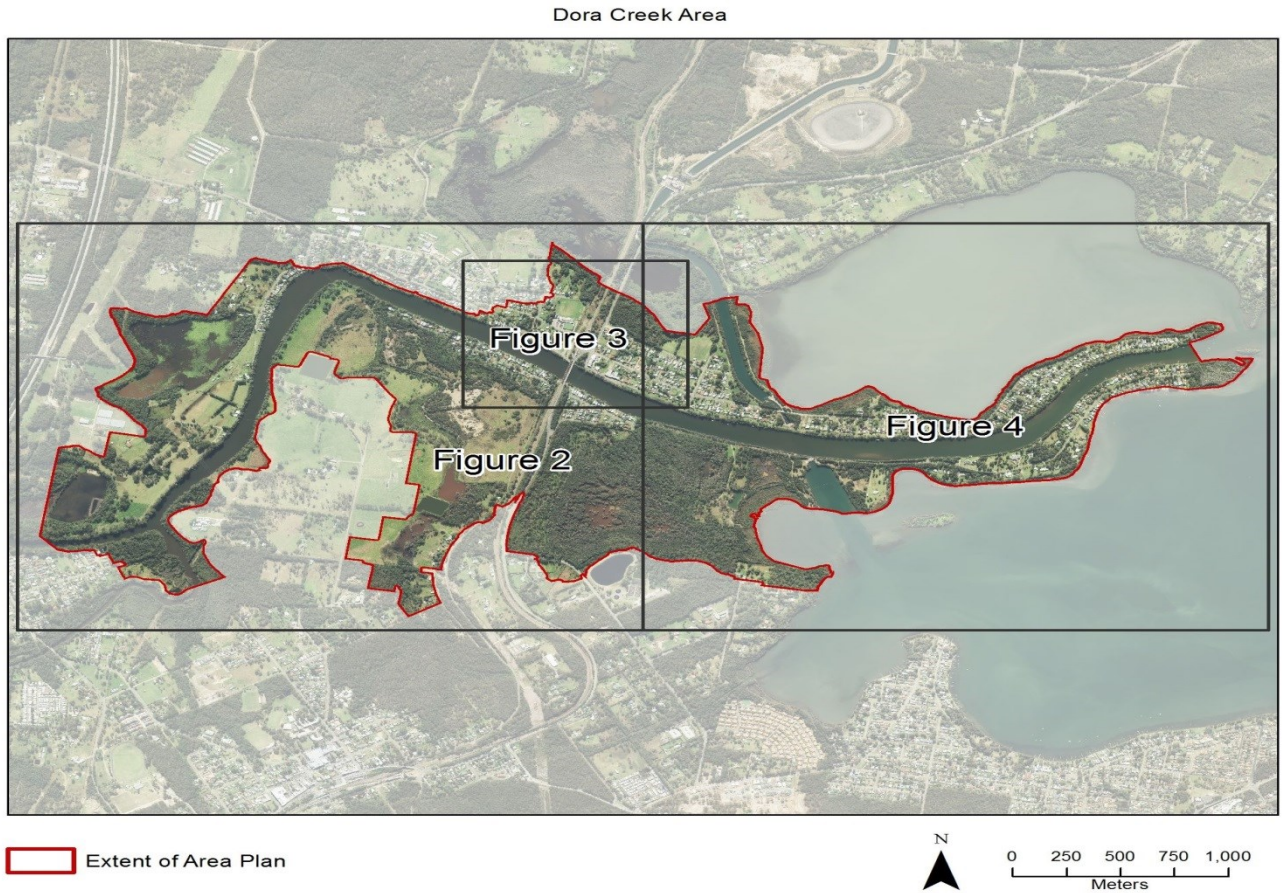 Dora Creek Area
Figure 3
Figure 4
Figure 2
Extent of Area Plan
N
0 250 500 750 1,000
Meters